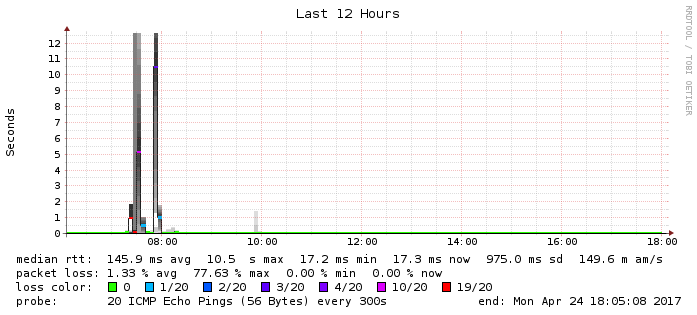 Last 12 Hours
RRDTOOL / TOBI OETIKER
Seconds
12
11
10
9
8
7
6
5
4
3
2
1
0
08:00 10:00 12:00 14:00 16:00 18:00
median rtt: 145.9 ms avg 10.5 s max 17.2 ms min 17.3 ms now 975.0 ms sd 149.6 m am/s
packet loss: 1.33 % avg 77.63 % max 0.00 % min 0.00 % now
loss color: 0 1/20 2/20 3/20 4/20 10/20 19/20
probe: 20 ICMP Echo Pings (56 Bytes) every 300s end: Mon Apr 24 18:05:08 2017